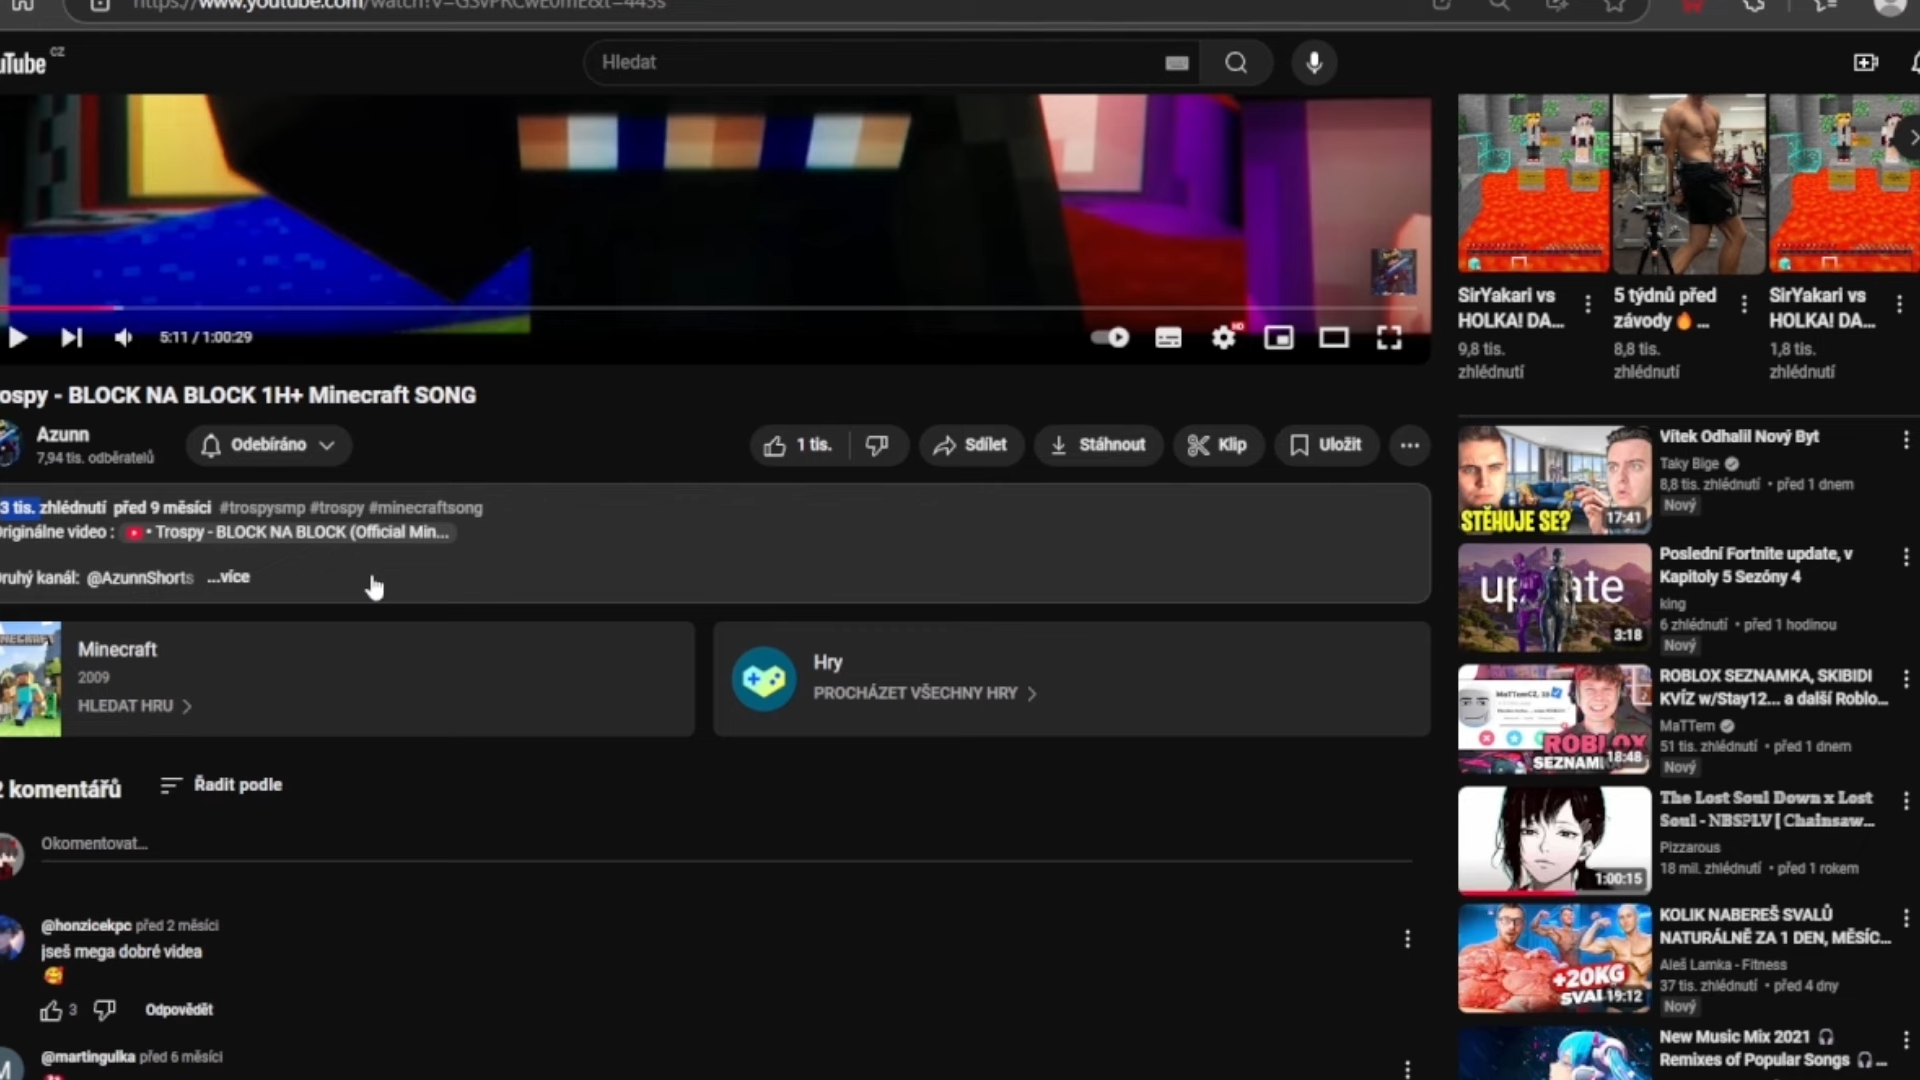 https://www.youtube.com/watch?v=
uTube CZ
Hledat
5:11 / 1:00:29
HD
rospy - BLOCK NA BLOCK 1H+ Minecraft SONG
Azunn
7,94 tis. odběratelů
Odebíráno
1 tis.
Sdílet
Stáhnout
Klip
Uložit
3 tis. zhlédnutí před 9 měsíci #trospysmp #trospy #minecraftsong
riginálne video : • Trospy - BLOCK NA BLOCK (Official Min...
ruhý kanál: @AzunnShorts ...více
Minecraft
2009
HLEDAT HRU
Hry
PROCHÁZET VŠECHNY HRY
2 komentářů
Řadit podle
Okomentovat...
@honzicekpc před 2 měsíci
jseš mega dobré videa
3
Odpovědět
M
@martingulka před 6 měsíci
SirYakari vs
HOLKA! DA...
9,8 tis.
zhlédnutí
5 týdnů před
závody 🔥 ...
8,8 tis.
zhlédnutí
SirYakari vs
HOLKA! DA...
1,8 tis.
zhlédnutí
STĚHUJE SE?
17:41
Vítek Odhalil Nový Byt
Taky Bige
8,8 tis. zhlédnutí • před 1 dnem
Nový
update
3:18
Poslední Fortnite update, v
Kapitoly 5 Sezóny 4
king
6 zhlédnutí • před 1 hodinou
Nový
ROBLOX
SEZNAM
18:48
ROBLOX SEZNAMKA, SKIBIDI
KVÍZ w/Stay12... a další Roblo...
MaTTem
51 tis. zhlédnutí • před 1 dnem
Nový
1:00:15
The Lost Soul Down x Lost
Soul - NBSPLV [ Chainsaw...
Pizzarous
18 mil. zhlédnutí • před 1 rokem
+20KG
SVAL
19:12
KOLIK NABEREŠ SVALŮ
NATURÁLNĚ ZA 1 DEN, MĚSÍC...
Aleš Lamka - Fitness
37 tis. zhlédnutí • před 4 dny
Nový
New Music Mix 2021 🎧
Remixes of Popular Songs 🎧 ...